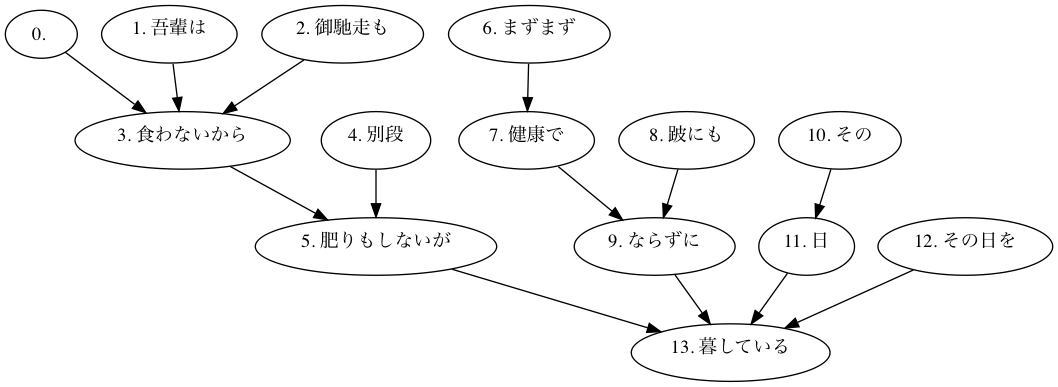 0.
1. 吾輩は
2. 御馳走も
6. まずまず
3. 食わないから
4. 別段
7. 健康で
8. 跛にも
10. その
5. 肥りもしないが
9. ならずに
11. 日
12. その日を
13. 暮している